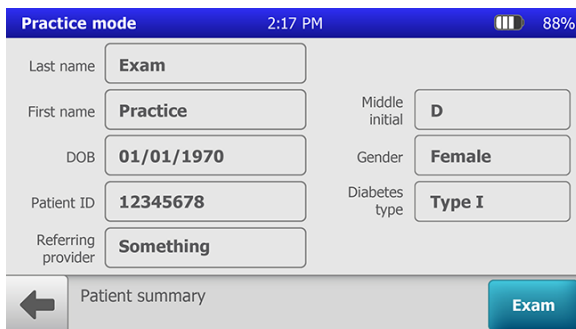 Practice mode 2:17 PM 88%
Last name Exam
First name Practice Middle initial D
DOB 01/01/1970 Gender Female
Patient ID 12345678 Diabetes type Type I
Referring provider Something
Patient summary Exam